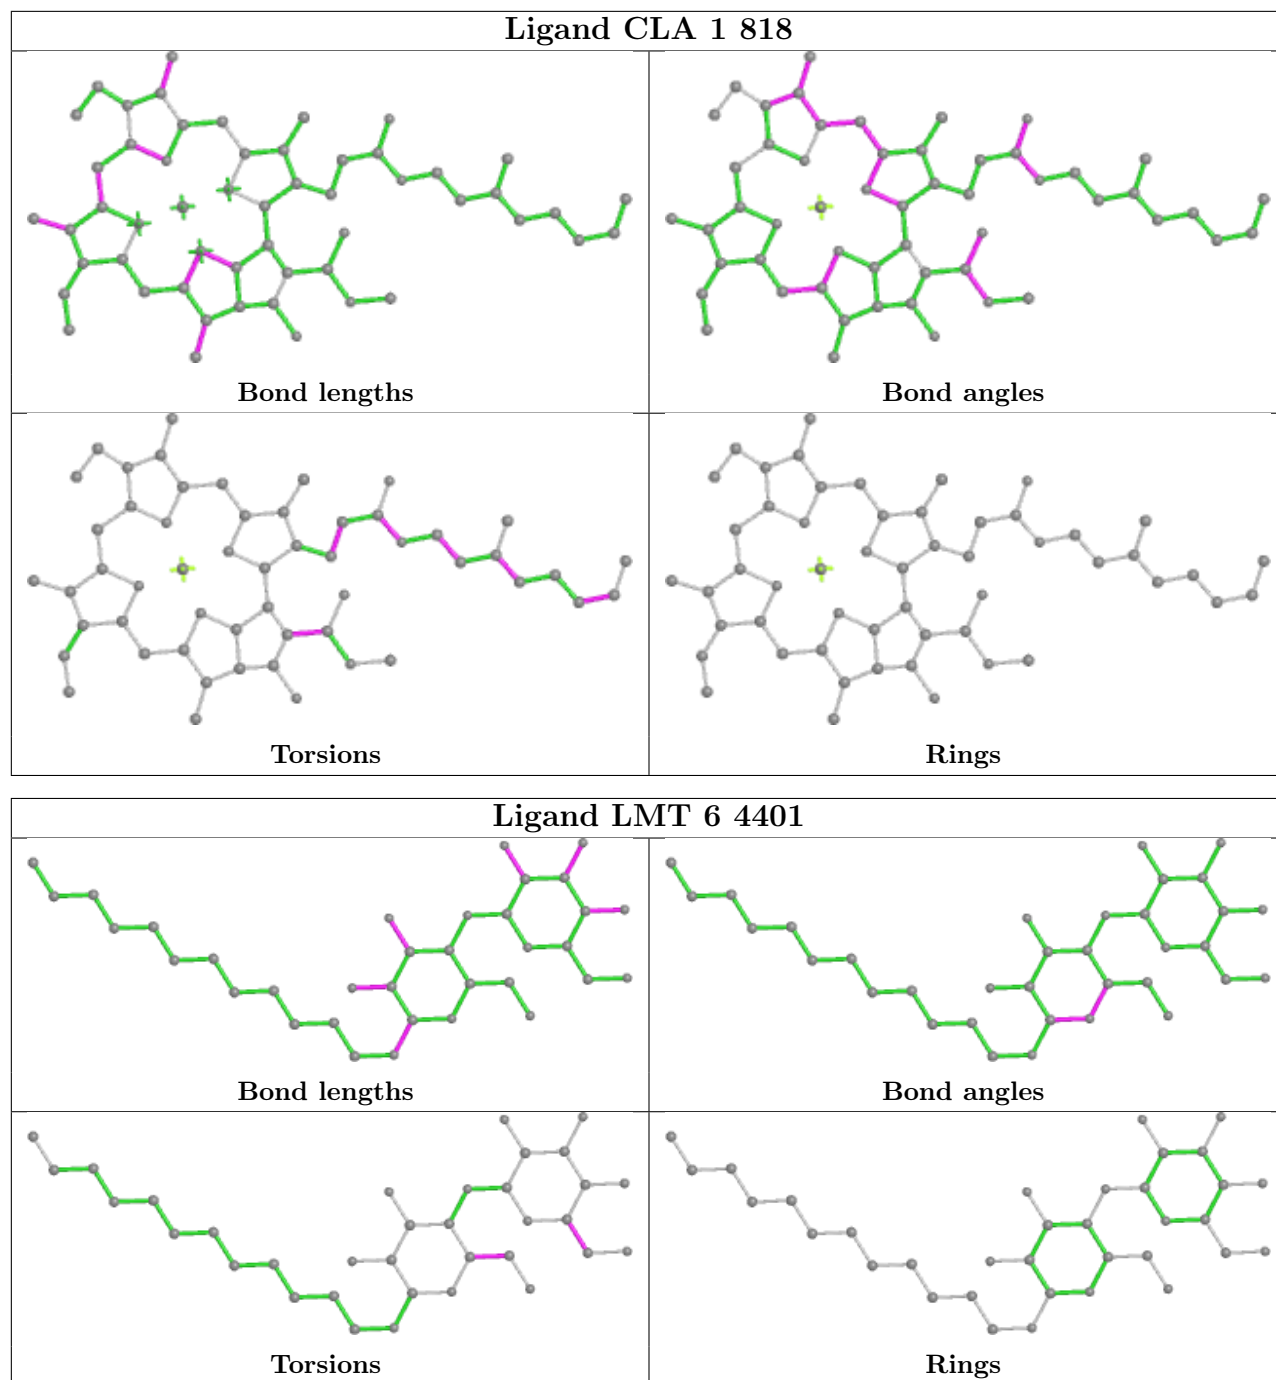 Ligand CLA 1 818
Bond lengths
Bond angles
Torsions
Rings
Ligand LMT 6 4401
Bond lengths
Bond angles
Torsions
Rings